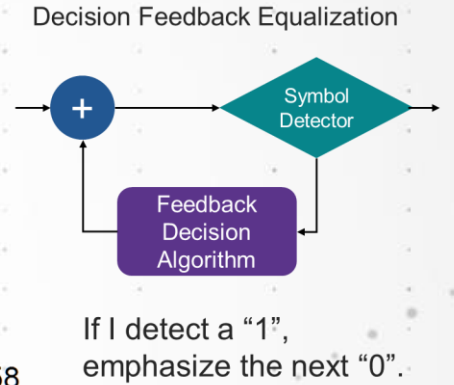 Decision Feedback Equalization
+
Symbol
Detector
Feedback
Decision
Algorithm
If I detect a “1”,
emphasize the next “0”.